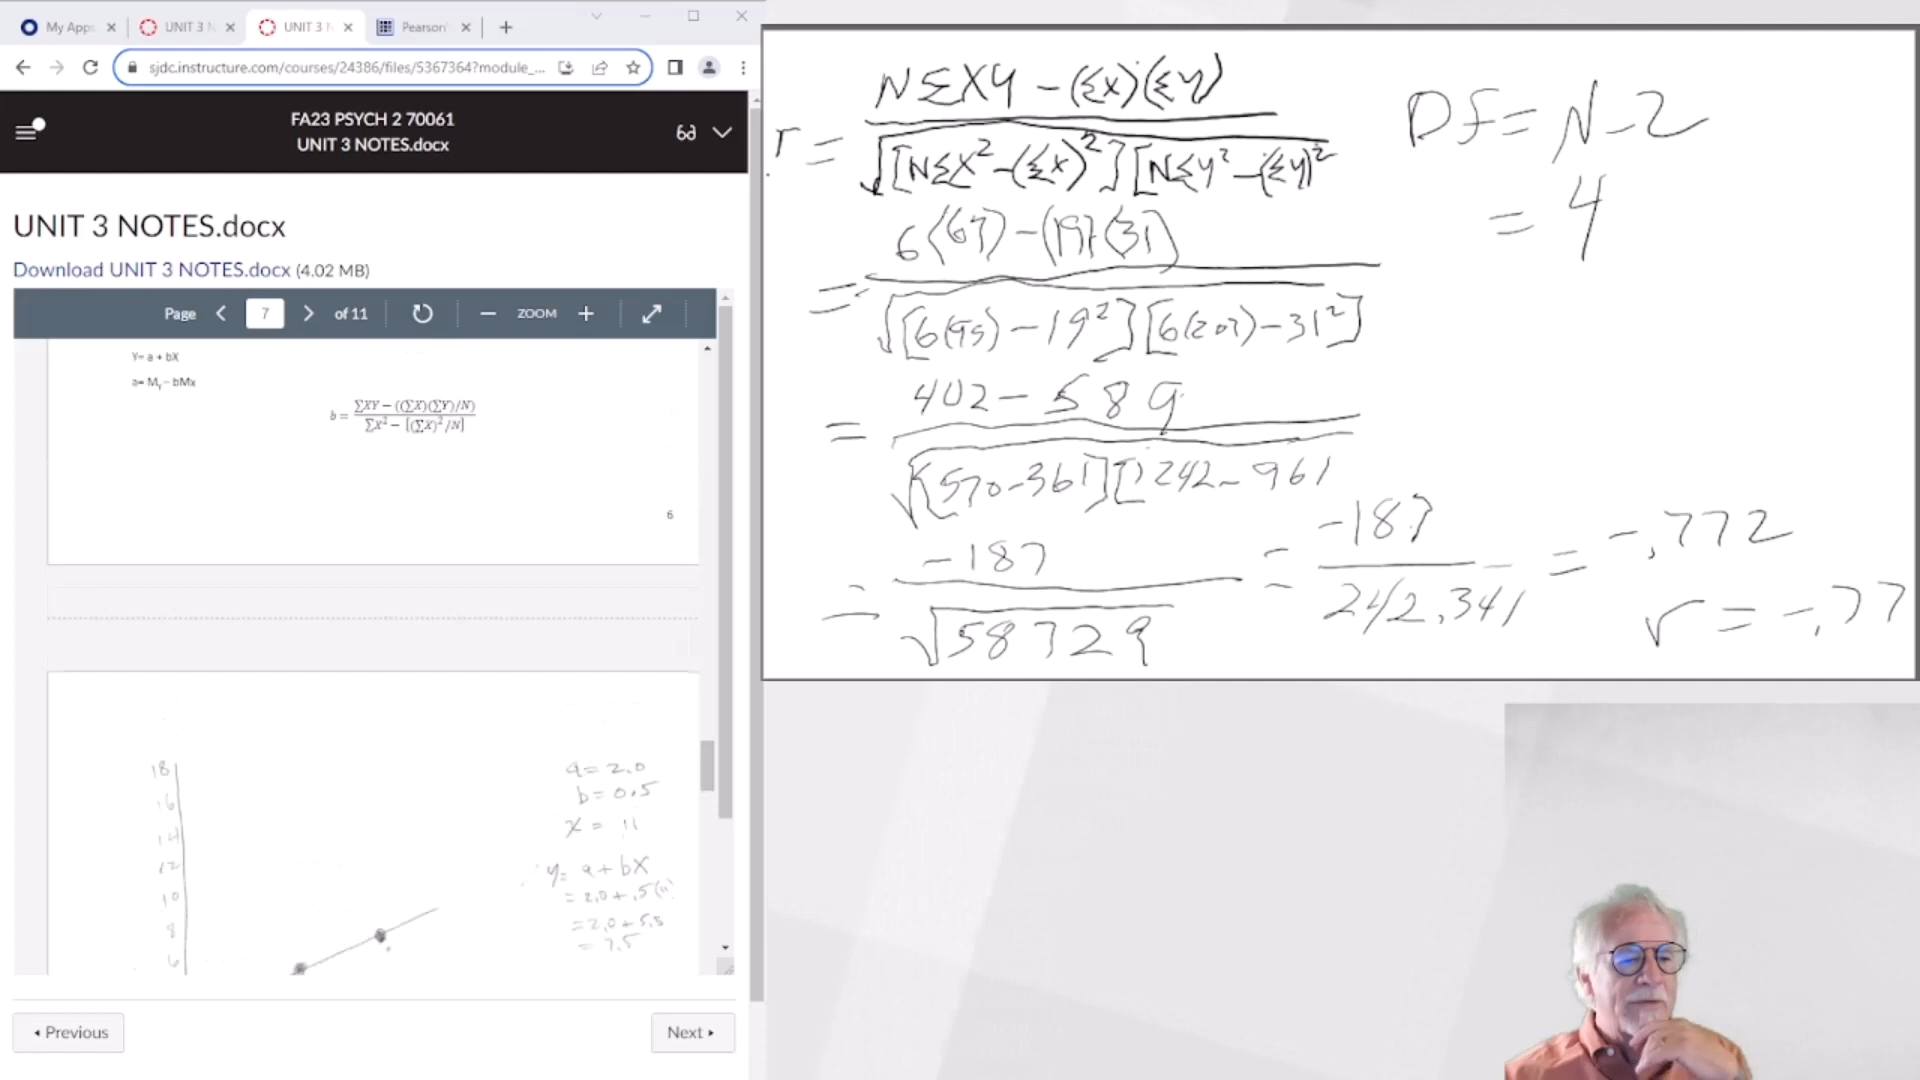 My Apps
UNIT 3 N
UNIT 3 N
Pearson
sjdc.instructure.com/courses/24386/files/5367364?module_...
FA23 PSYCH 2 70061
UNIT 3 NOTES.docx
UNIT 3 NOTES.docx
Download UNIT 3 NOTES.docx (4.02 MB)
Page 7 of 11 ZOOM
Y= a + bX
a= My – bMx
b = ∑XY − ((∑X)(∑Y)/N) / ∑X² − [(∑X)²/N]
6
18
16
14
12
10
8
6
a = 2.0
b = 0.5
X = 11
y = a + bX
= 2.0 + .5(11)
= 2.0 + 5.5
= 7.5
Previous
Next
r = NΣXY − (ΣX)(ΣY) / √[NΣX² − (ΣX)²][NΣY² − (ΣY)²
= 6(67) − (19)(31) / √[6(95) − 19²][6(207) − 31²]
= 402 − 589 / √[570 − 361][1242 − 961
= −187 / √58729 = −187 / 242.341 = −.772
r = −.77
Df = N − 2
= 4